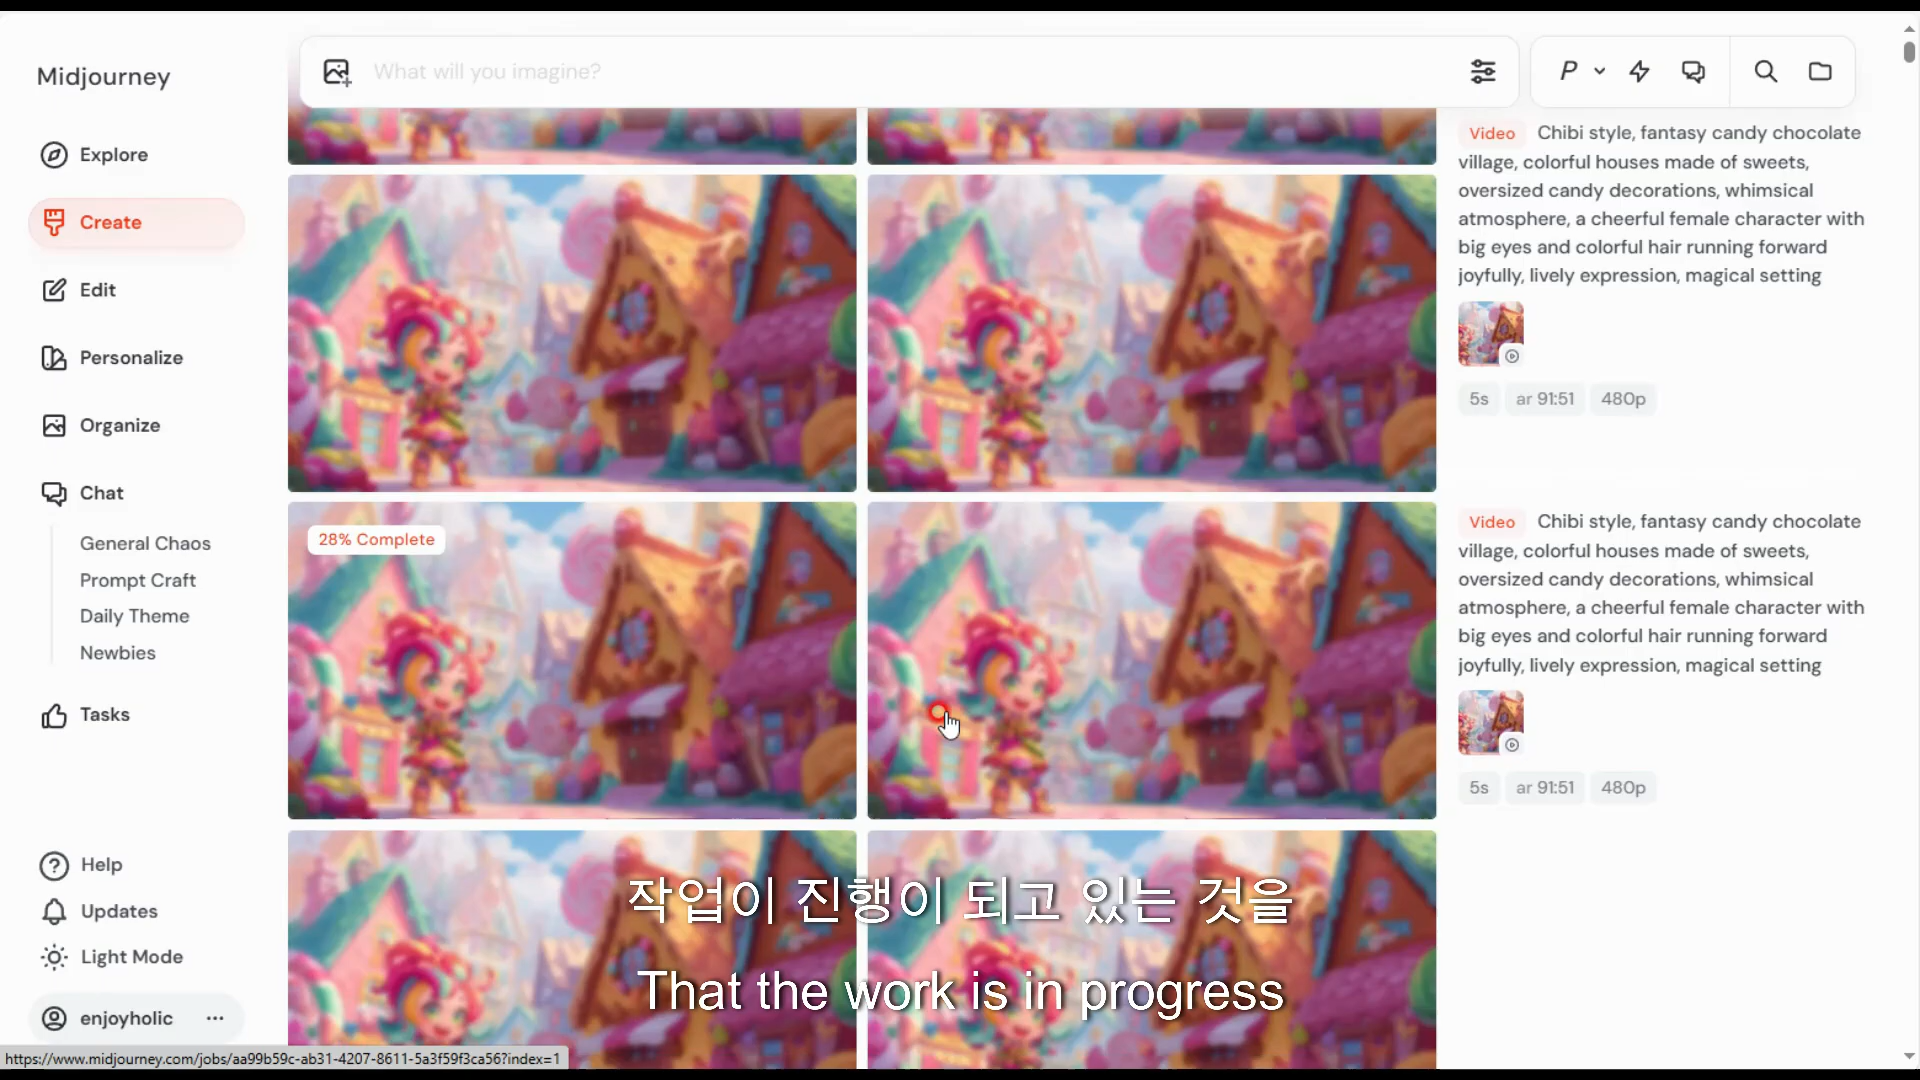 Midjourney
What will you imagine?
P
Explore
Create
Edit
Personalize
Organize
Chat
General Chaos
Prompt Craft
Daily Theme
Newbies
Tasks
Help
Updates
Light Mode
enjoyholic
28% Complete
Video Chibi style, fantasy candy chocolate
village, colorful houses made of sweets,
oversized candy decorations, whimsical
atmosphere, a cheerful female character with
big eyes and colorful hair running forward
joyfully, lively expression, magical setting
5s ar 91:51 480p
Video Chibi style, fantasy candy chocolate
village, colorful houses made of sweets,
oversized candy decorations, whimsical
atmosphere, a cheerful female character with
big eyes and colorful hair running forward
joyfully, lively expression, magical setting
5s ar 91:51 480p
작업이 진행이 되고 있는 것을
That the work is in progress
https://www.midjourney.com/jobs/aa99b59c-ab31-4207-8611-5a3f59f3ca56?index=1